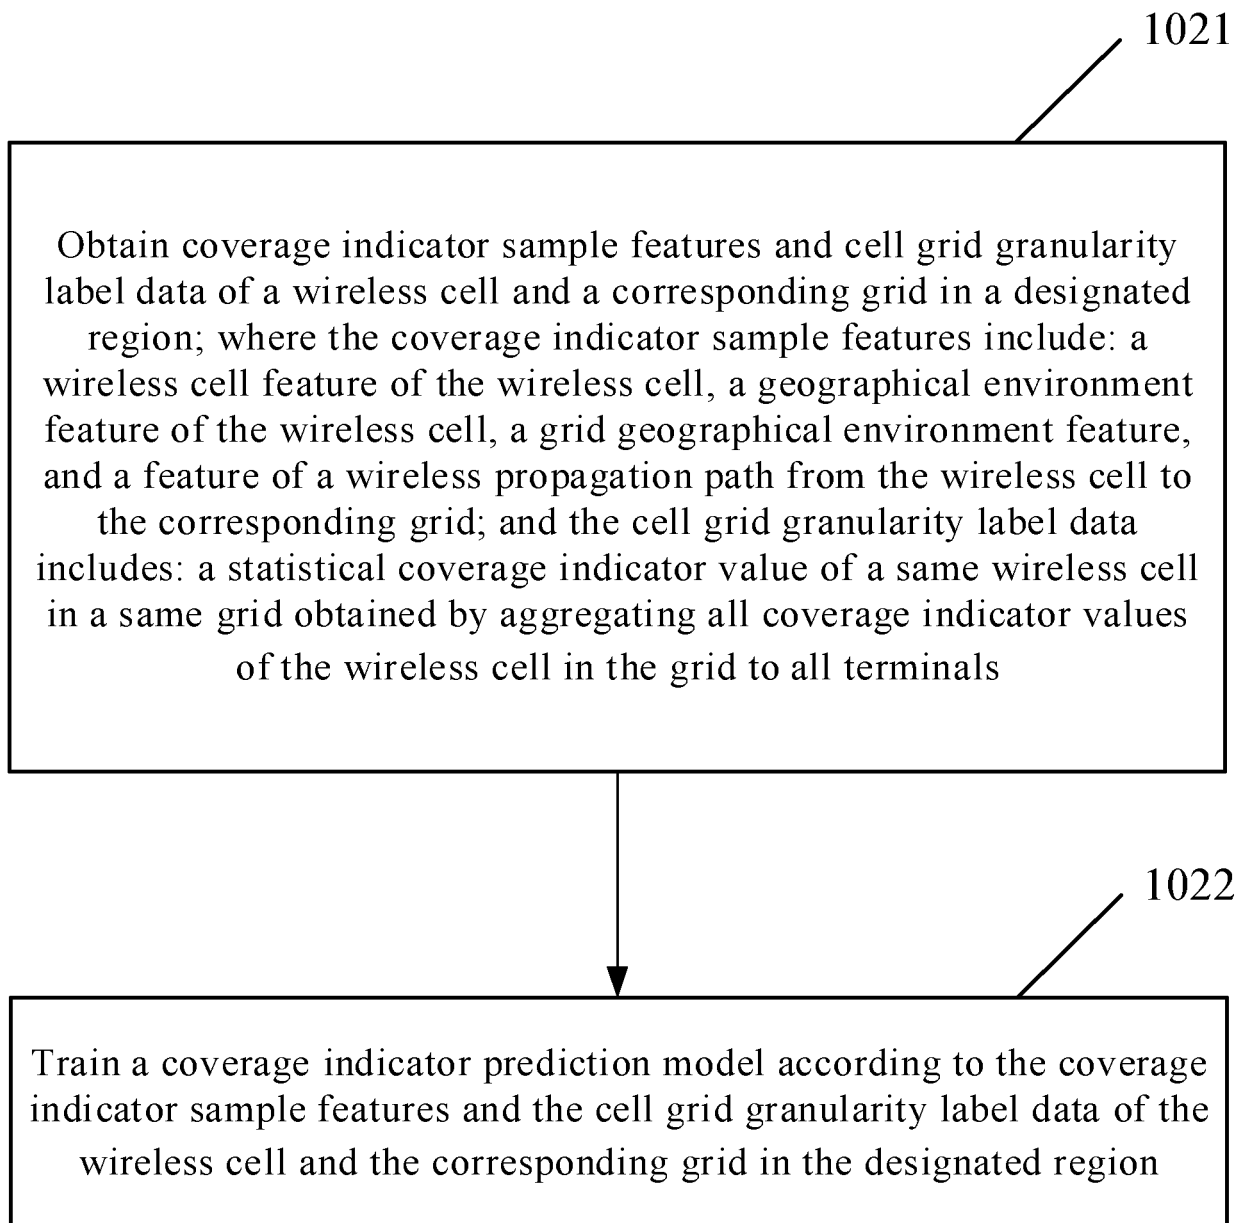 1021
Obtain coverage indicator sample features and cell grid granularity
label data of a wireless cell and a corresponding grid in a designated
region; where the coverage indicator sample features include: a
wireless cell feature of the wireless cell, a geographical environment
feature of the wireless cell, a grid geographical environment feature,
and a feature of a wireless propagation path from the wireless cell to
the corresponding grid; and the cell grid granularity label data
includes: a statistical coverage indicator value of a same wireless cell
in a same grid obtained by aggregating all coverage indicator values
of the wireless cell in the grid to all terminals
1022
Train a coverage indicator prediction model according to the coverage
indicator sample features and the cell grid granularity label data of the
wireless cell and the corresponding grid in the designated region